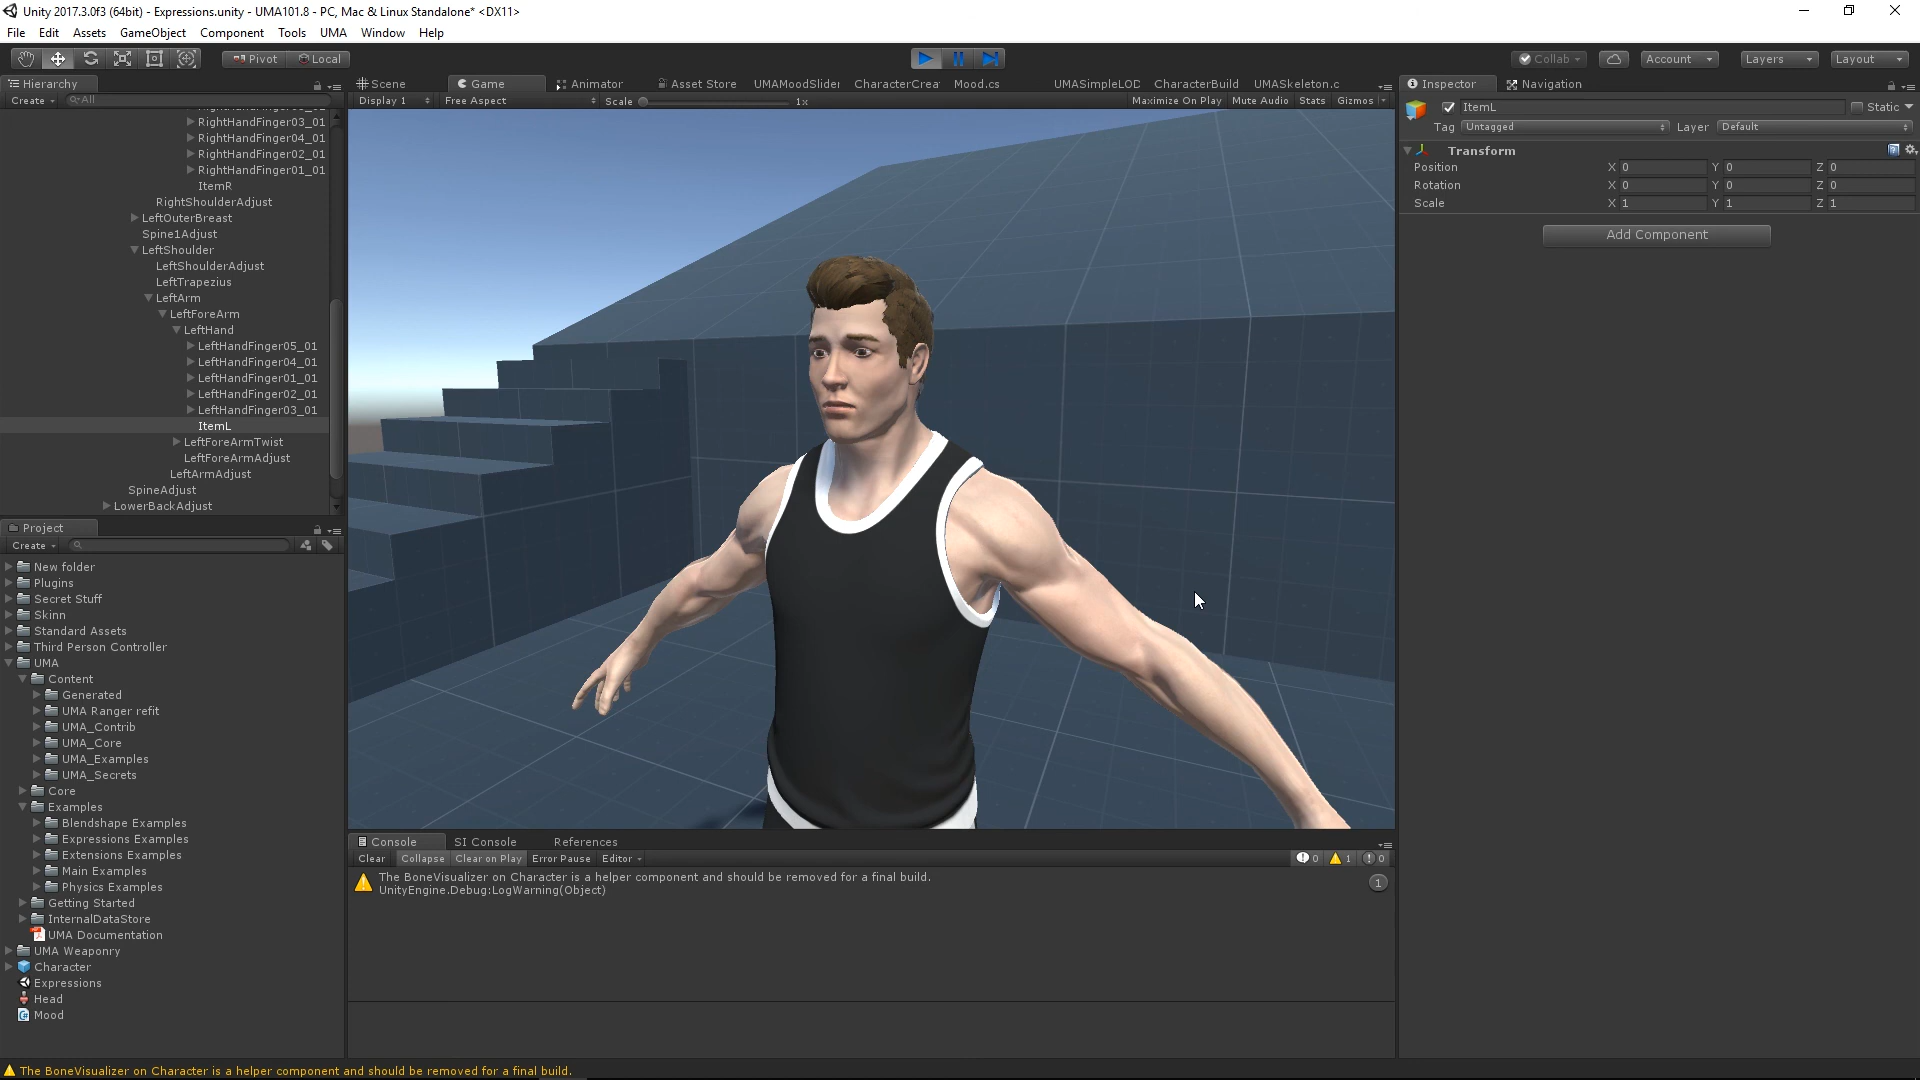 Unity 2017.3.0f3 (64bit) - Expressions.unity - UMA101.8 - PC, Mac & Linux Standalone* <DX11>
File Edit Assets GameObject Component Tools UMA Window Help
Pivot Local Collab Account Layers Layout
Hierarchy
Create All
RightHandFinger03_01
RightHandFinger04_01
RightHandFinger02_01
RightHandFinger01_01
ItemR
RightShoulderAdjust
LeftOuterBreast
Spine1Adjust
LeftShoulder
LeftShoulderAdjust
LeftTrapezius
LeftArm
LeftForeArm
LeftHand
LeftHandFinger05_01
LeftHandFinger04_01
LeftHandFinger01_01
LeftHandFinger02_01
LeftHandFinger03_01
ItemL
LeftForeArmTwist
LeftForeArmAdjust
LeftArmAdjust
SpineAdjust
LowerBackAdjust
Project
Create
New folder
Plugins
Secret Stuff
Skinn
Standard Assets
Third Person Controller
UMA
Content
Generated
UMA Ranger refit
UMA_Contrib
UMA_Core
UMA_Examples
UMA_Secrets
Core
Examples
Blendshape Examples
Expressions Examples
Extensions Examples
Main Examples
Physics Examples
Getting Started
InternalDataStore
UMA Documentation
UMA Weaponry
Character
Expressions
Head
Mood
Scene Game Animator Asset Store UMAMoodSlider CharacterCrea Mood.cs UMASimpleLOD CharacterBuild UMASkeleton.c
Display 1 Free Aspect Scale 1x Maximize On Play Mute Audio Stats Gizmos
Console SI Console References
Clear Collapse Clear on Play Error Pause Editor 0 1 0
The BoneVisualizer on Character is a helper component and should be removed for a final build.
UnityEngine.Debug:LogWarning(Object)
1
Inspector Navigation
ItemL Static
Tag Untagged Layer Default
Transform
Position X 0 Y 0 Z 0
Rotation X 0 Y 0 Z 0
Scale X 1 Y 1 Z 1
Add Component
The BoneVisualizer on Character is a helper component and should be removed for a final build.